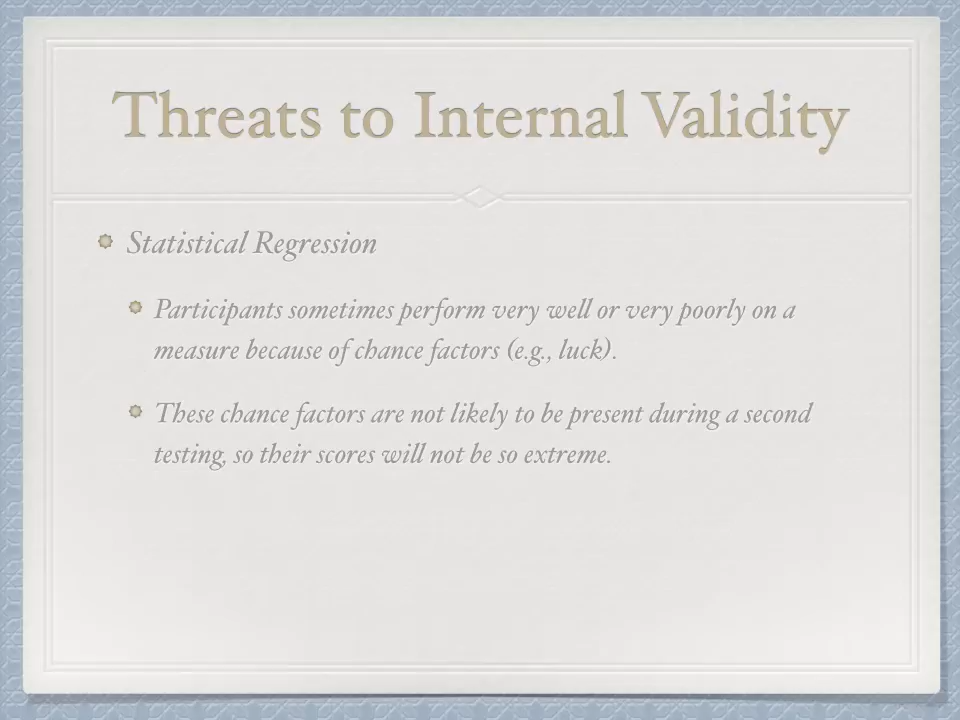 Threats to Internal Validity
Statistical Regression
Participants sometimes perform very well or very poorly on a
measure because of chance factors (e.g., luck).
These chance factors are not likely to be present during a second
testing, so their scores will not be so extreme.